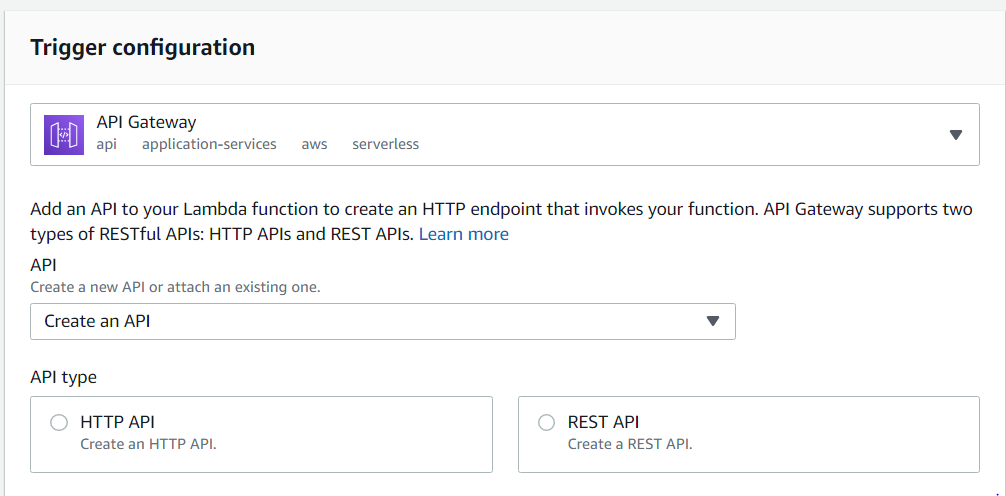 Trigger configuration
API Gateway
api application-services aws serverless
Add an API to your Lambda function to create an HTTP endpoint that invokes your function. API Gateway supports two
types of RESTful APIs: HTTP APIs and REST APIs. Learn more
API
Create a new API or attach an existing one.
Create an API
API type
HTTP API
Create an HTTP API.
REST API
Create a REST API.